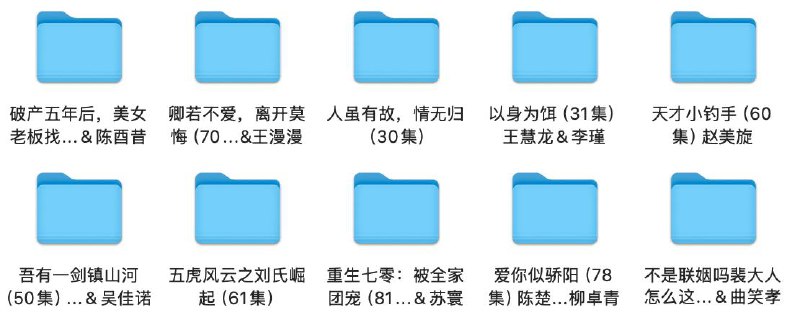 破产五年后，美女
老板找...& 陈酉昔
卿若不爱，离开莫
悔 (70...&王漫漫
人虽有故，情无归
(30集)
以身为饵 (31集)
王慧龙＆李瑾
天才小钓手 (60
集) 赵美旋
吾有一剑镇山河
(50集) ...& 吴佳诺
五虎风云之刘氏崛
起 (61集)
重生七零：被全家
团宠 (81...& 苏寰
爱你似骄阳 (78
集) 陈楚...柳卓青
不是联姻吗裴大人
怎么这...& 曲笑孝